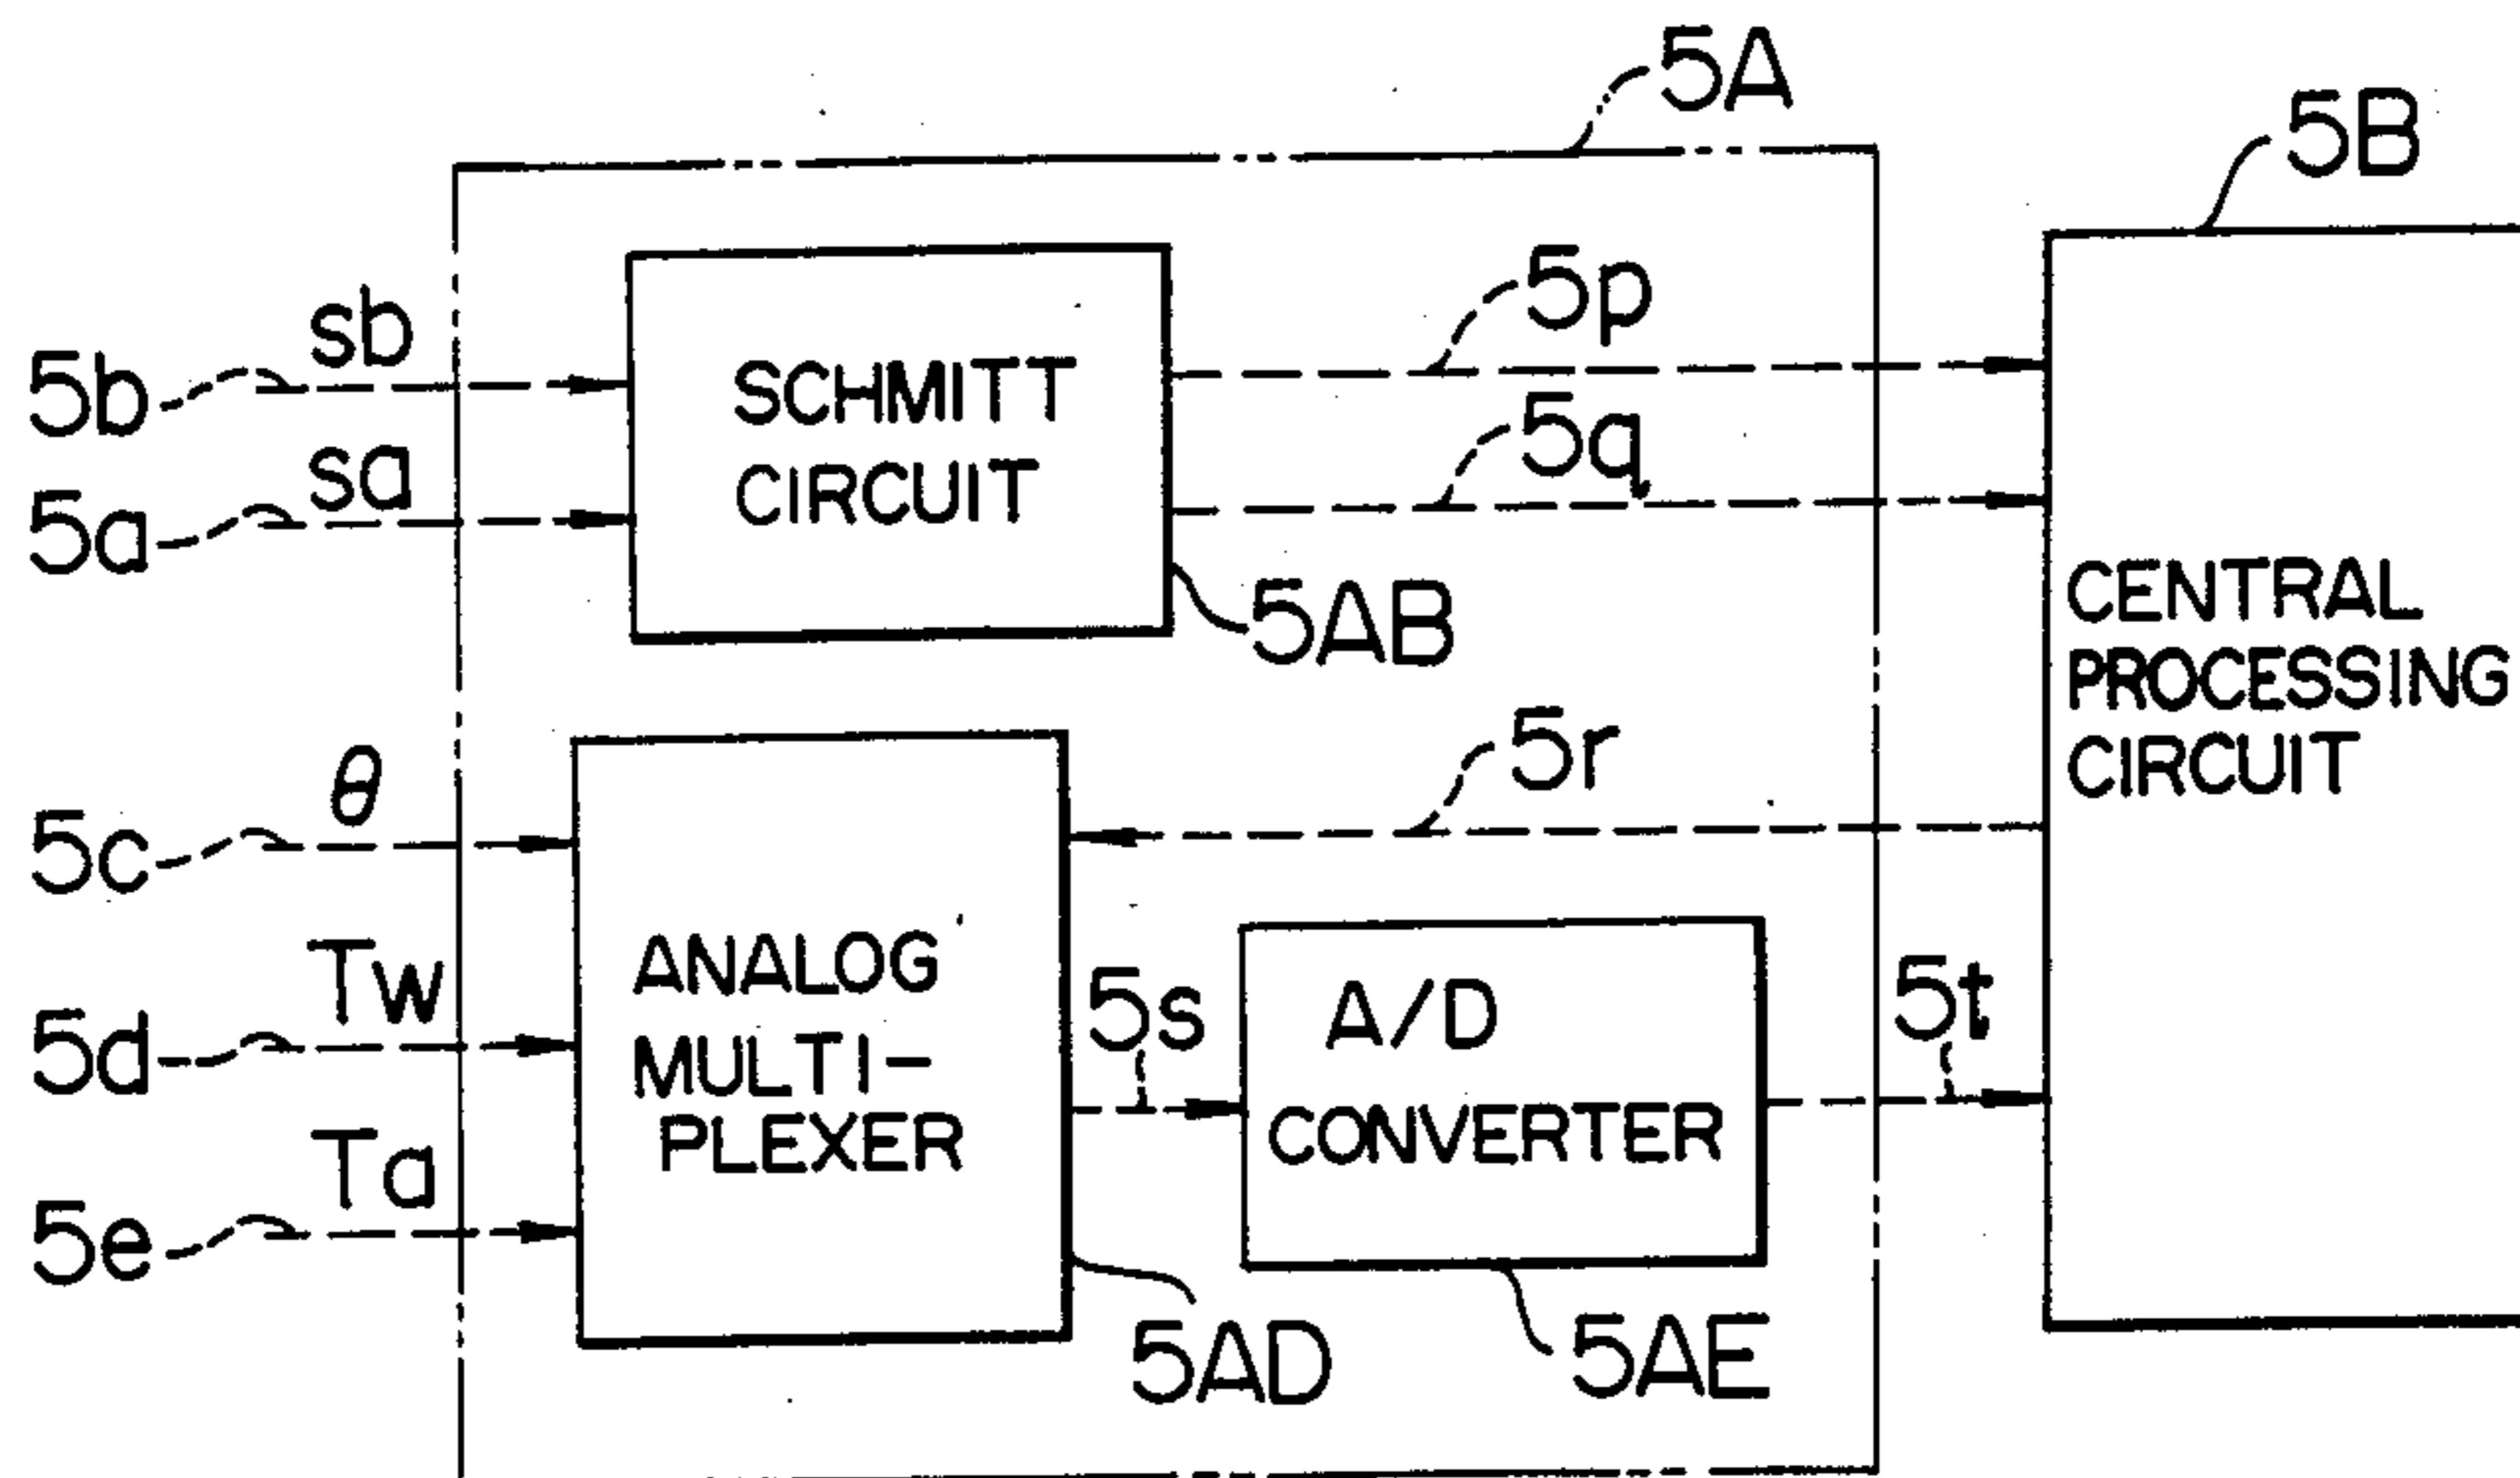 5A
5B
sb
5b
sa
5a
SCHMITT
CIRCUIT
5p
5q
5AB
CENTRAL
PROCESSING
CIRCUIT
θ
5c
5r
Tw
5d
Ta
5e
ANALOG
MULTI-
PLEXER
5s
A/D
CONVERTER
5t
5AD
5AE